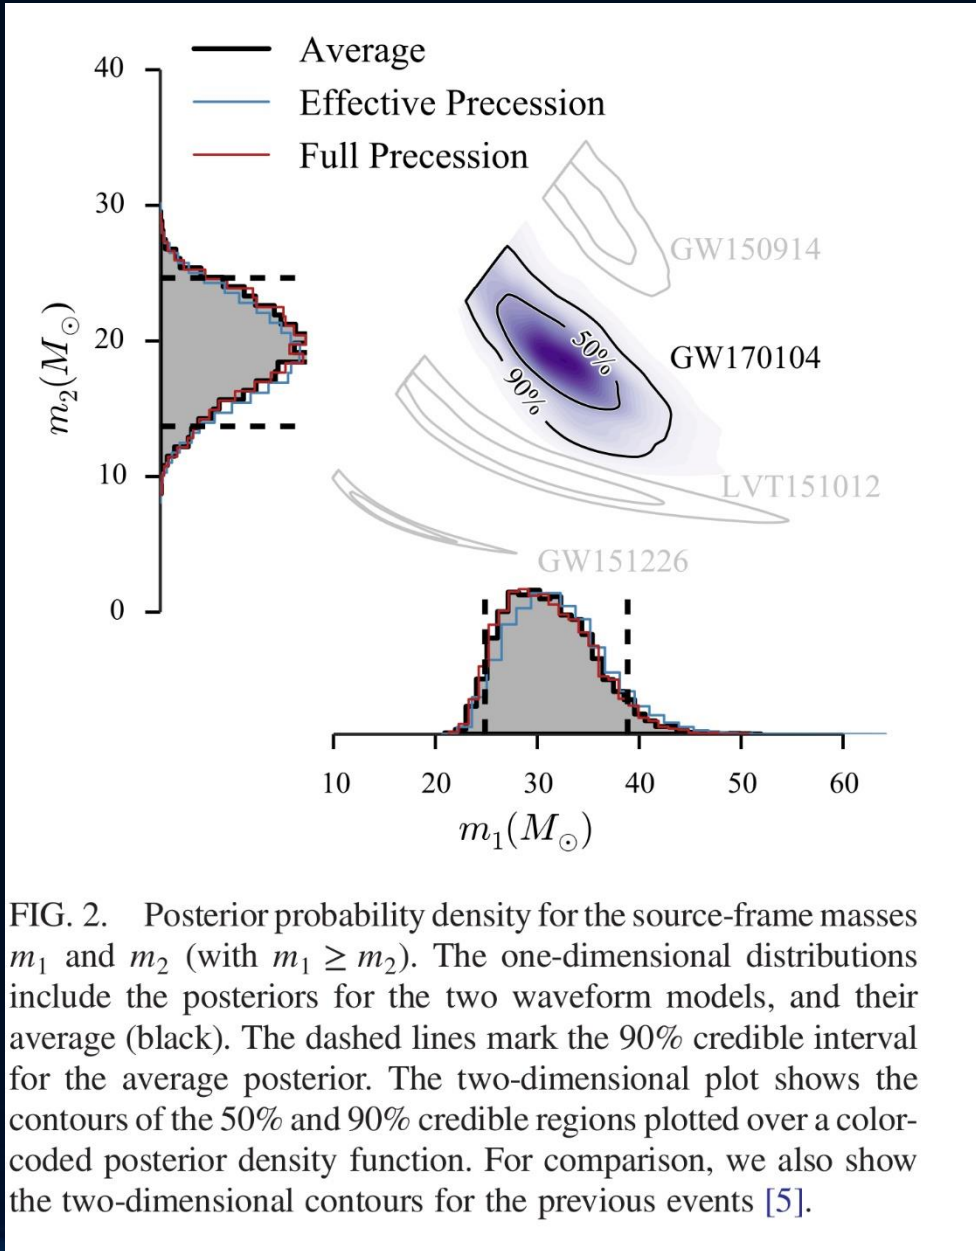 Average
Effective Precession
Full Precession
40
30
20
10
0
m₂(M☉)
GW150914
GW170104
50%
90%
LVT151012
GW151226
10 20 30 40 50 60
m₁(M☉)
FIG. 2. Posterior probability density for the source-frame masses
m₁ and m₂ (with m₁ ≥ m₂). The one-dimensional distributions
include the posteriors for the two waveform models, and their
average (black). The dashed lines mark the 90% credible interval
for the average posterior. The two-dimensional plot shows the
contours of the 50% and 90% credible regions plotted over a color-
coded posterior density function. For comparison, we also show
the two-dimensional contours for the previous events [5].